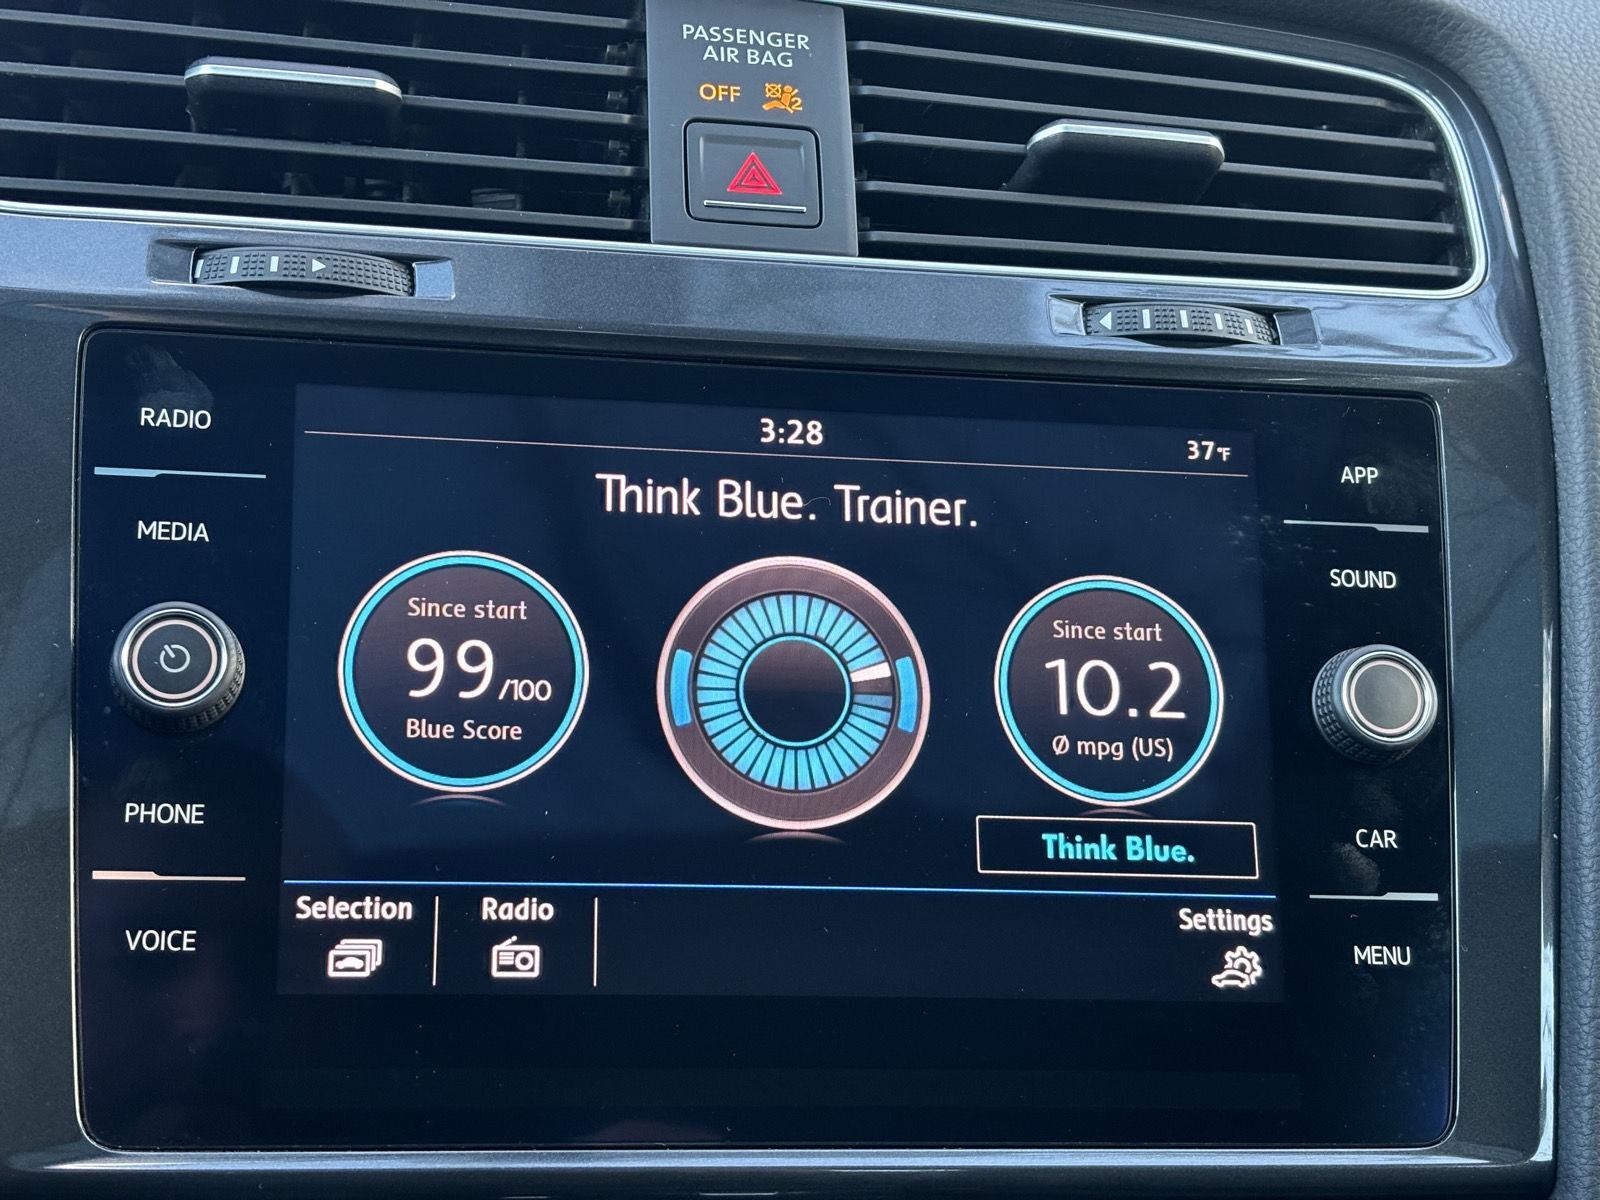 PASSENGER
AIR BAG
OFF 2
RADIO
MEDIA
PHONE
VOICE
3:28
37°F
Think Blue. Trainer.
Since start
99/100
Blue Score
Since start
10.2
Ø mpg (US)
Think Blue.
Selection
Radio
Settings
APP
SOUND
CAR
MENU